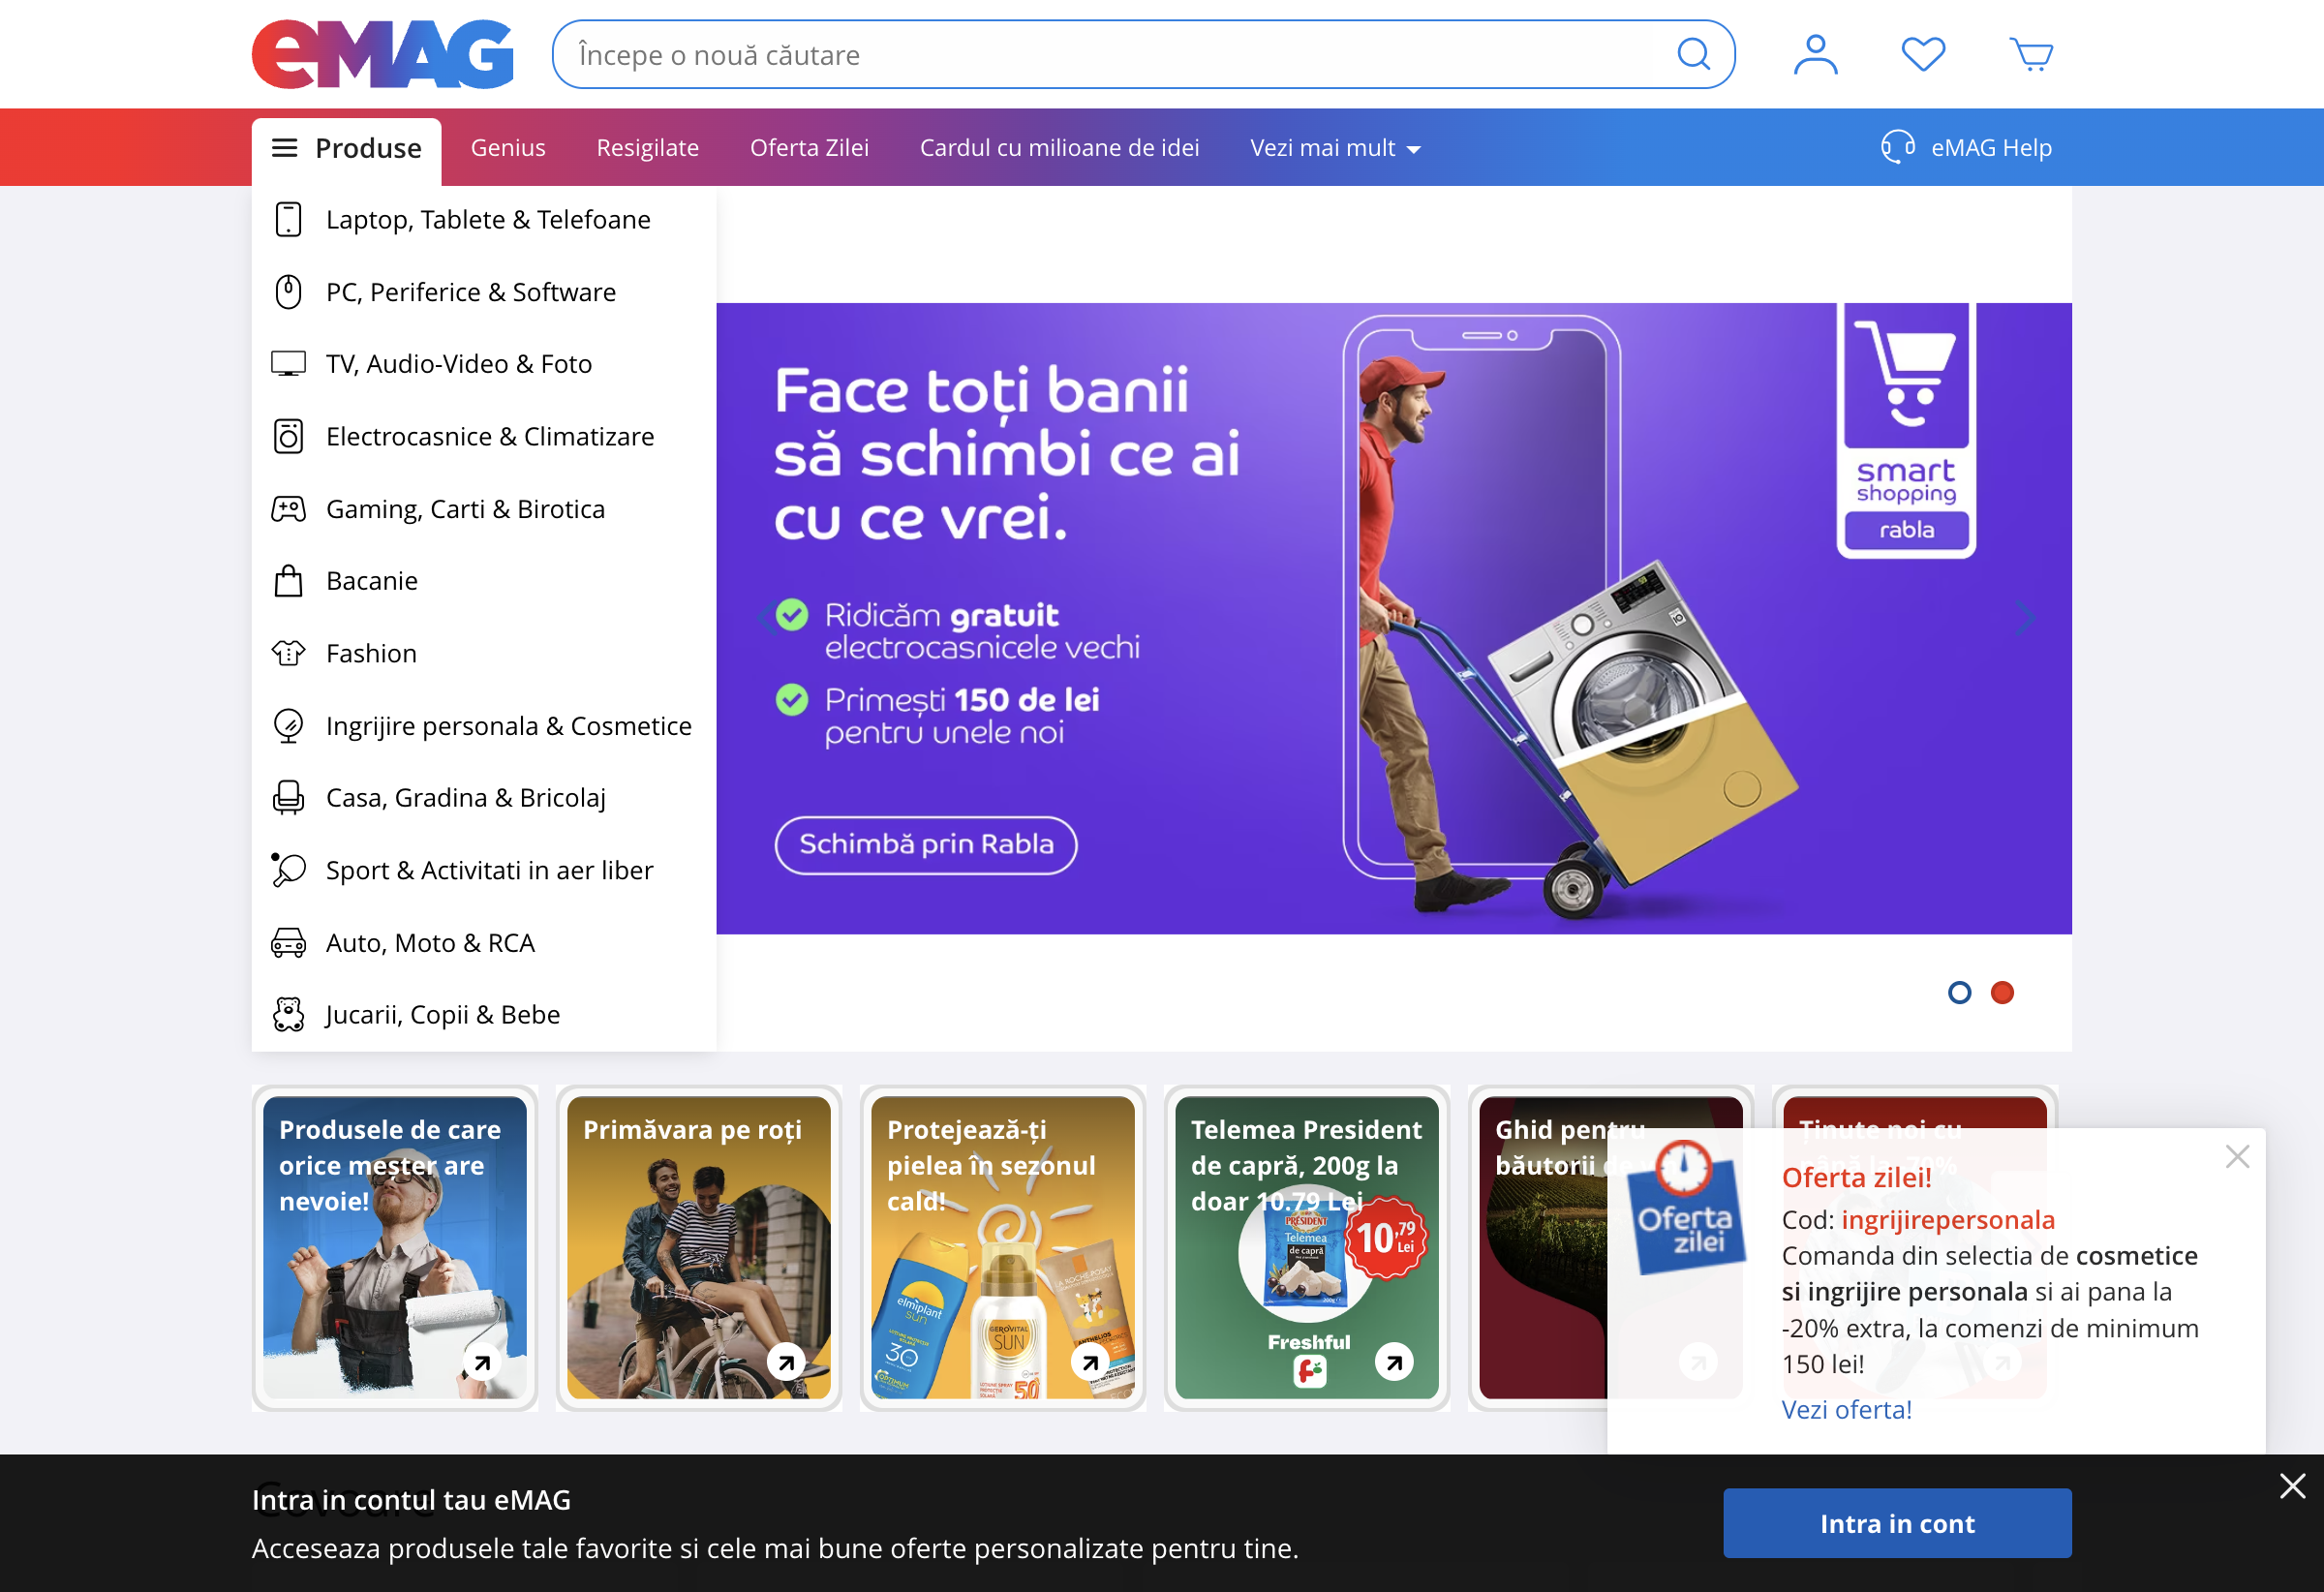 eMAG
Începe o nouă căutare
Produse
Genius
Resigilate
Oferta Zilei
Cardul cu milioane de idei
Vezi mai mult
eMAG Help
Laptop, Tablete & Telefoane
PC, Periferice & Software
TV, Audio-Video & Foto
Electrocasnice & Climatizare
Gaming, Carti & Birotica
Bacanie
Fashion
Ingrijire personala & Cosmetice
Casa, Gradina & Bricolaj
Sport & Activitati in aer liber
Auto, Moto & RCA
Jucarii, Copii & Bebe
Face toți banii
să schimbi ce ai
cu ce vrei.
Ridicăm gratuit
electrocasnicele vechi
Primești 150 de lei
pentru unele noi
Schimbă prin Rabla
smart
shopping
rabla
Produsele de care
orice meșter are
nevoie!
Primăvara pe roți
Protejează-ți
pielea în sezonul
cald!
elmiplant
sun
30
GEROVITAL
SUN
50
LA ROCHE-POSAY
ANTHELIOS
Telemea President
de capră, 200g la
doar 10.79 Lei
PRÉSIDENT
Telemea
de capră
10,79
Lei
Freshful
Ghid pentru
băutorii de
Ținute noi cu
până la -70%
Oferta
zilei
Oferta zilei!
Cod: ingrijirepersonala
Comanda din selectia de cosmetice
si ingrijire personala si ai pana la
-20% extra, la comenzi de minimum
150 lei!
Vezi oferta!
Intra in contul tau eMAG
Acceseaza produsele tale favorite si cele mai bune oferte personalizate pentru tine.
Intra in cont